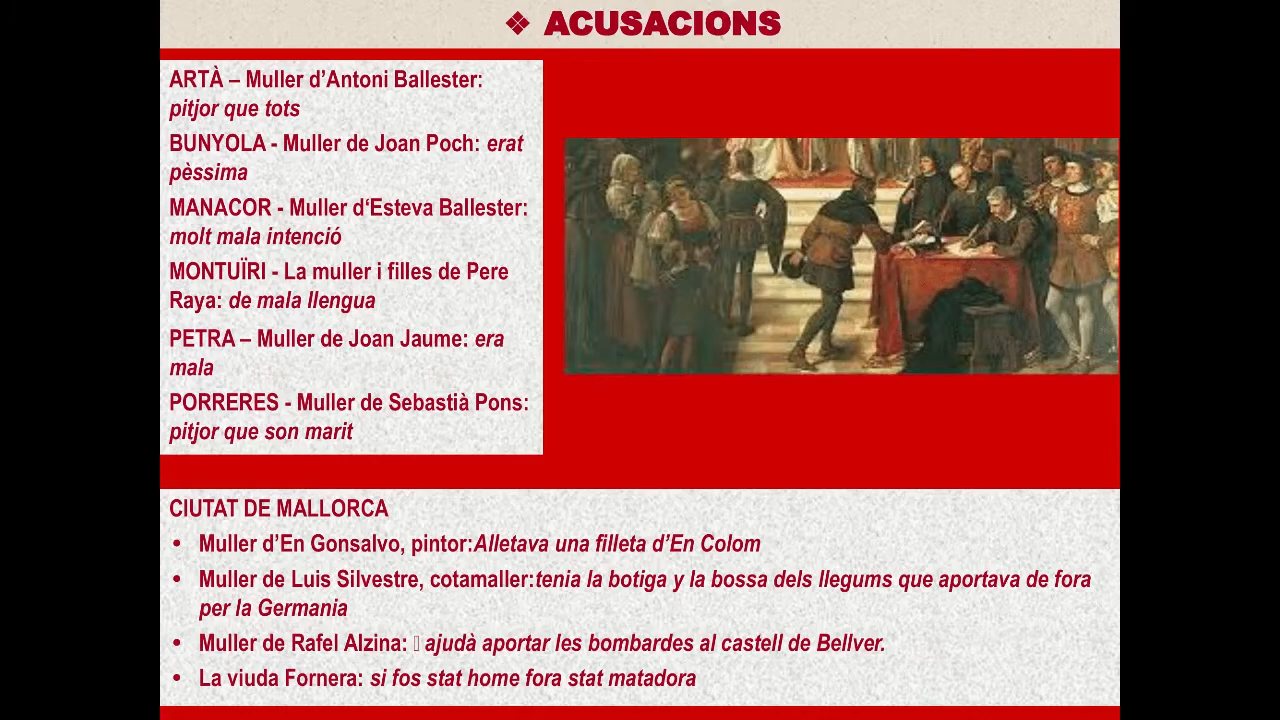 ❖ ACUSACIONS
ARTÀ – Muller d’Antoni Ballester:
pitjor que tots
BUNYOLA - Muller de Joan Poch: erat
pèssima
MANACOR - Muller d‘Esteva Ballester:
molt mala intenció
MONTUÏRI - La muller i filles de Pere
Raya: de mala llengua
PETRA – Muller de Joan Jaume: era
mala
PORRERES - Muller de Sebastià Pons:
pitjor que son marit
CIUTAT DE MALLORCA
• Muller d’En Gonsalvo, pintor:Alletava una filleta d’En Colom
• Muller de Luis Silvestre, cotamaller:tenia la botiga y la bossa dels llegums que aportava de fora
per la Germania
• Muller de Rafel Alzina: ajudà aportar les bombardes al castell de Bellver.
• La viuda Fornera: si fos stat home fora stat matadora